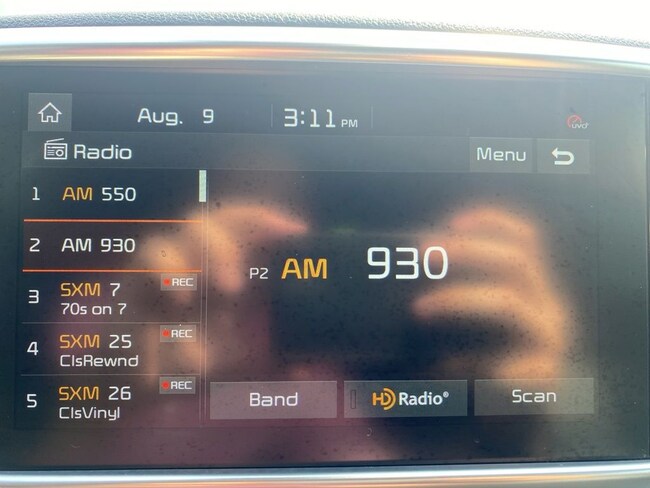 Aug. 9 3:11 PM
uvo
Radio Menu
1 AM 550
2 AM 930
P2 AM 930
3 SXM 7 REC
70s on 7
4 SXM 25 REC
ClsRewnd
5 SXM 26 REC
ClsVinyl
Band HD Radio® Scan